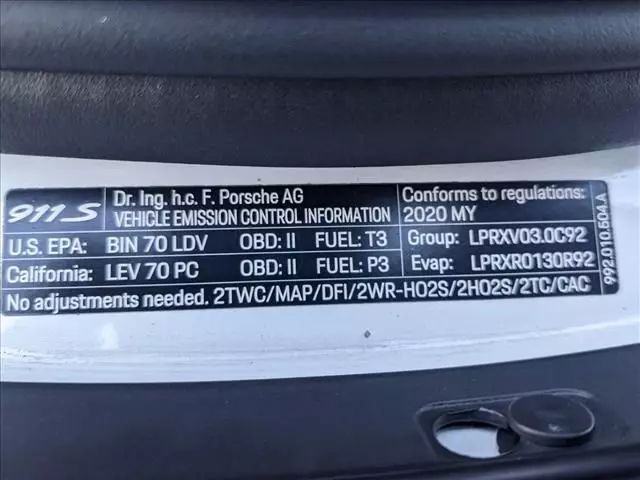 911 S
Dr. Ing. h.c. F. Porsche AG
VEHICLE EMISSION CONTROL INFORMATION
Conforms to regulations:
2020 MY
U.S. EPA: BIN 70 LDV OBD: II FUEL: T3 Group: LPRXV03.0C92
California: LEV 70 PC OBD: II FUEL: P3 Evap: LPRXR0130R92
No adjustments needed. 2TWC/MAP/DFI/2WR-HO2S/2HO2S/2TC/CAC
992.010.504.A